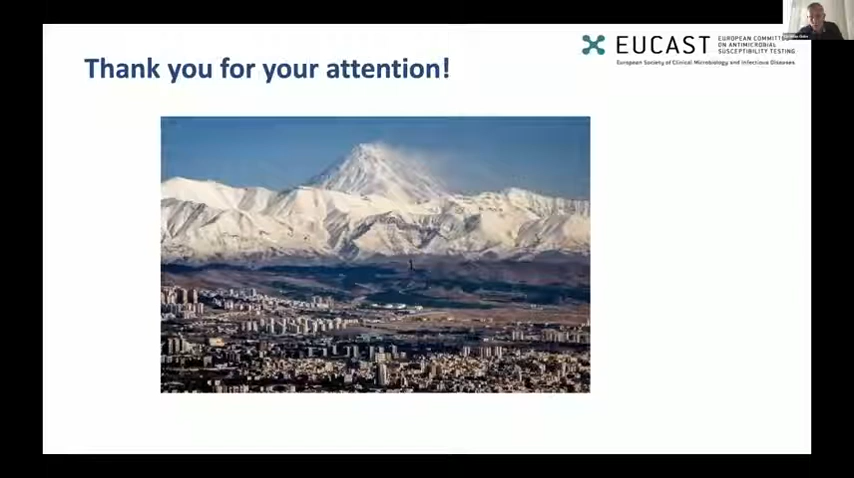 Thank you for your attention!
EUCAST
EUROPEAN COMMITTEE
ON ANTIMICROBIAL
SUSCEPTIBILITY TESTING
European Society of Clinical Microbiology and Infectious Diseases